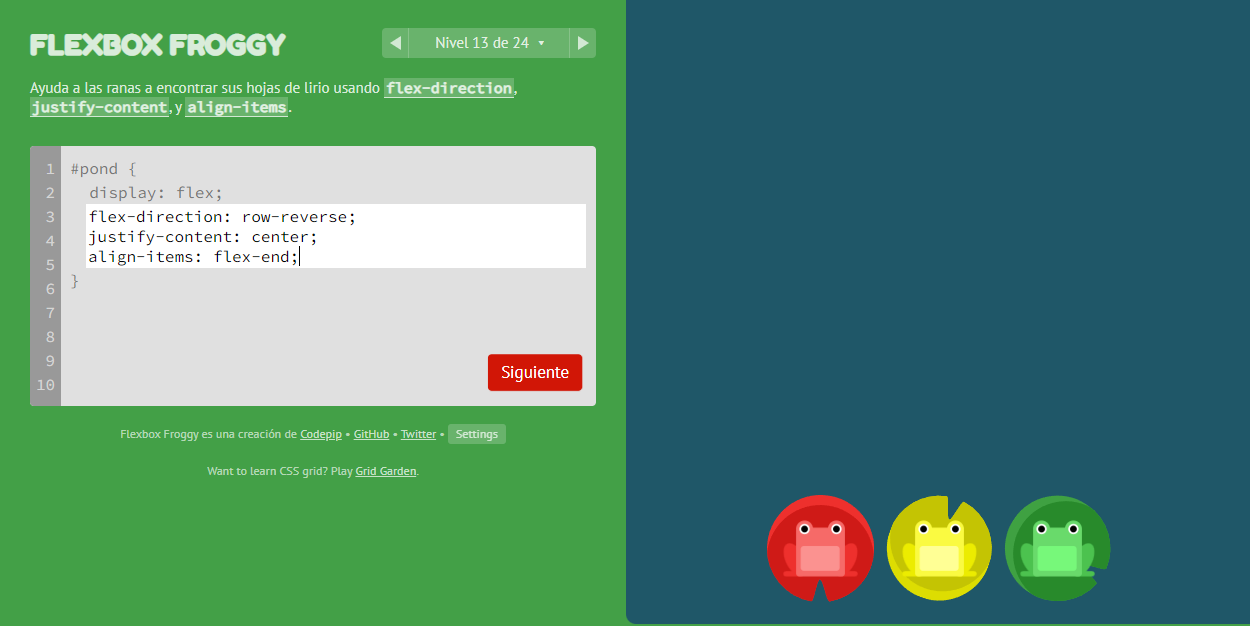 FLEXBOX FROGGY
Nivel 13 de 24
Ayuda a las ranas a encontrar sus hojas de lirio usando flex-direction,
justify-content, y align-items.
1 #pond {
2 display: flex;
3 flex-direction: row-reverse;
4 justify-content: center;
5 align-items: flex-end;
6 }
7
8
9
10
Siguiente
Flexbox Froggy es una creación de Codepip • GitHub • Twitter • Settings
Want to learn CSS grid? Play Grid Garden.